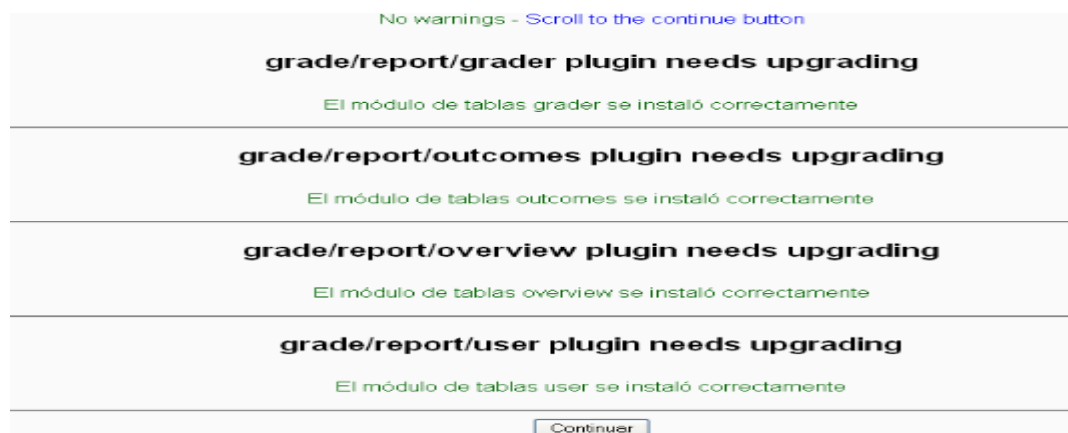 No warnings - Scroll to the continue button
grade/report/grader plugin needs upgrading
El módulo de tablas grader se instaló correctamente
grade/report/outcomes plugin needs upgrading
El módulo de tablas outcomes se instaló correctamente
grade/report/overview plugin needs upgrading
El módulo de tablas overview se instaló correctamente
grade/report/user plugin needs upgrading
El módulo de tablas user se instaló correctamente
Continuar